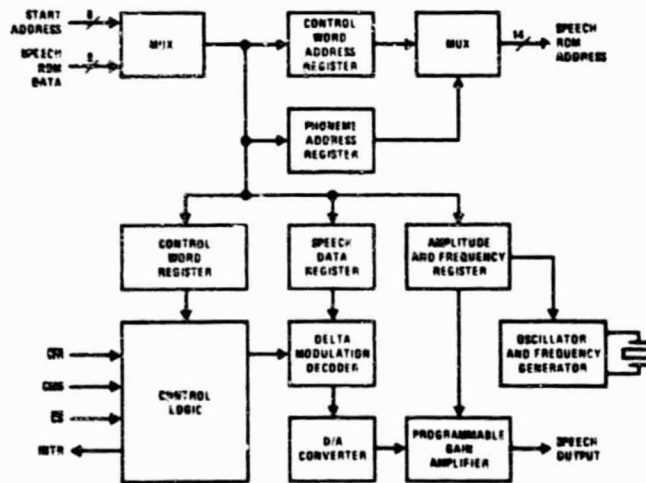 START
ADDRESS
8
SPEECH
ROM
DATA
MUX
CONTROL
WORD
ADDRESS
REGISTER
MUX
14
SPEECH
ROM
ADDRESS
PHONEME
ADDRESS
REGISTER
CONTROL
WORD
REGISTER
SPEECH
DATA
REGISTER
AMPLITUDE
AND FREQUENCY
REGISTER
CONTROL
LOGIC
DELTA
MODULATION
DECODER
OSCILLATOR
AND FREQUENCY
GENERATOR
CMS
CS
INTR
D/A
CONVERTER
PROGRAMMABLE
GAIN
AMPLIFIER
SPEECH
OUTPUT